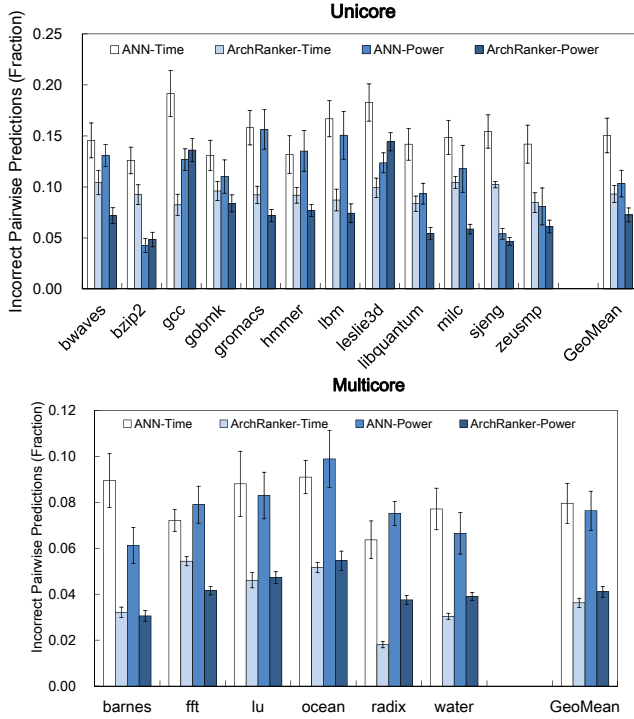 Unicore
Incorrect Pairwise Predictions (Fraction)
0.25
0.20
0.15
0.10
0.05
0.00
ANN-Time ArchRanker-Time ANN-Power ArchRanker-Power
bwaves bzip2 gcc gobmk gromacs hmmer lbm leslie3d libquantum milc sjeng zeusmp GeoMean
Multicore
Incorrect Pairwise Predictions (Fraction)
0.12
0.10
0.08
0.06
0.04
0.02
0.00
ANN-Time ArchRanker-Time ANN-Power ArchRanker-Power
barnes fft lu ocean radix water GeoMean